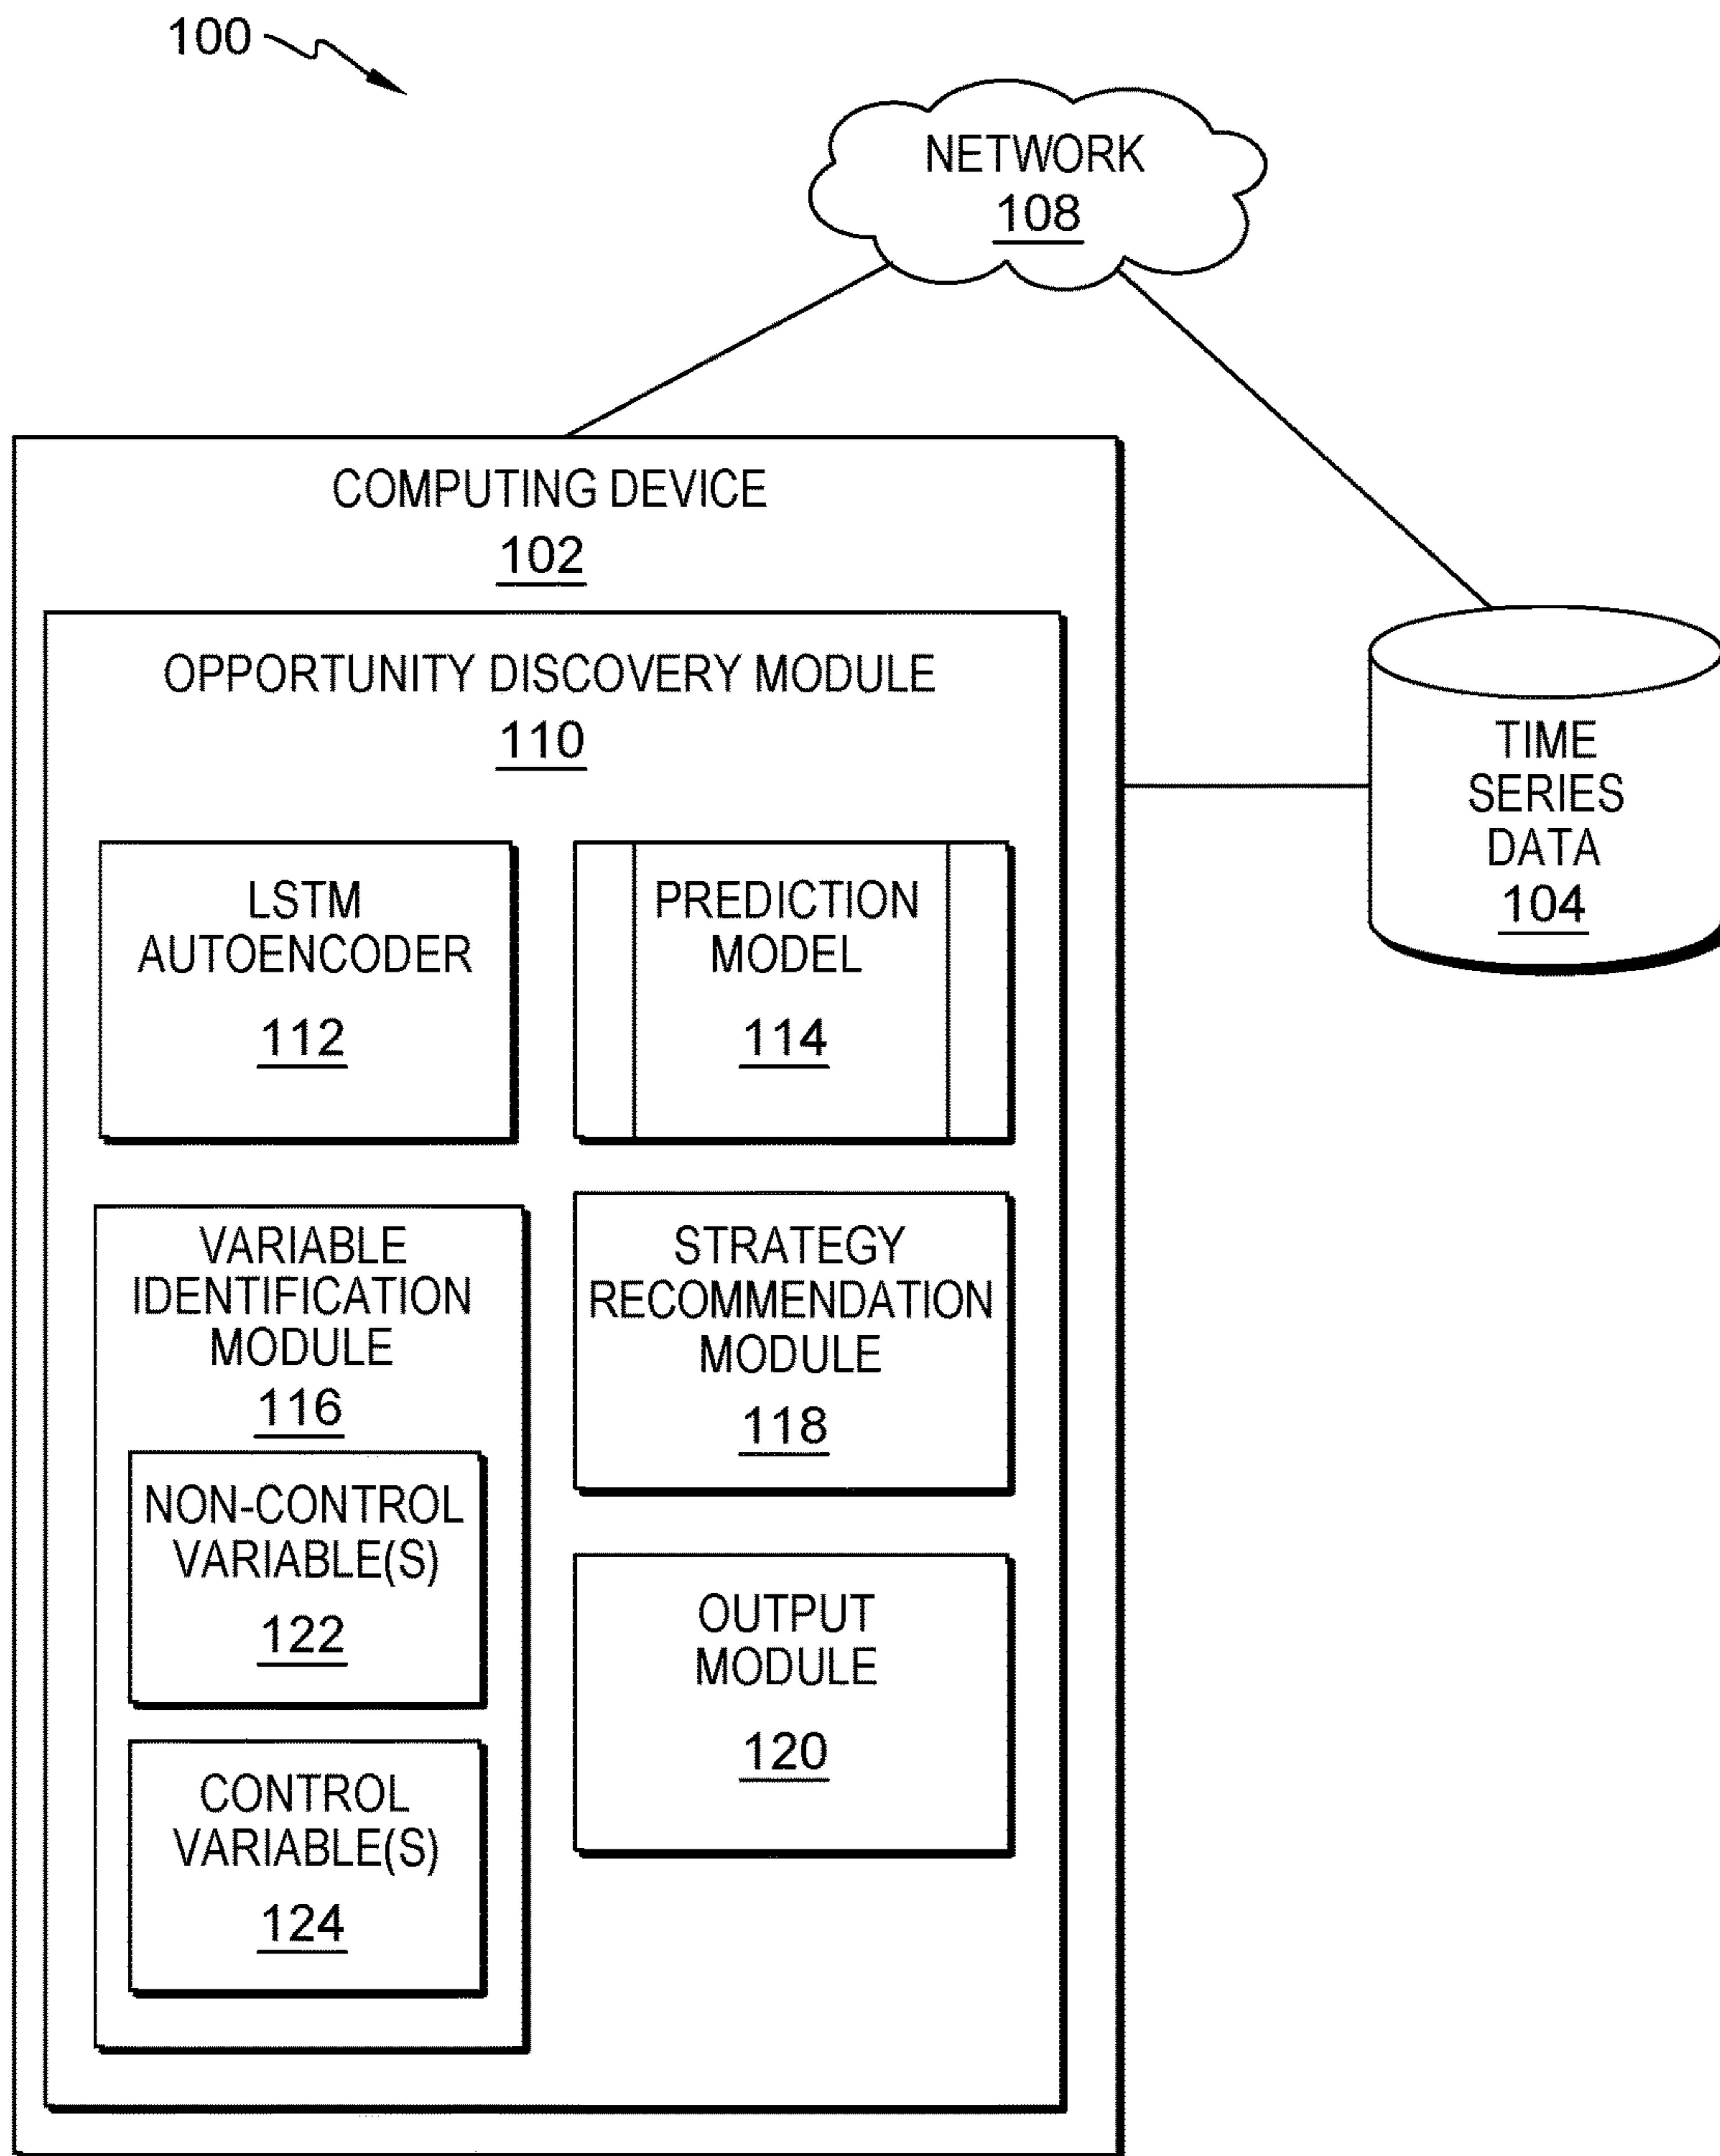 100
NETWORK
108
COMPUTING DEVICE
102
OPPORTUNITY DISCOVERY MODULE
110
TIME
SERIES
DATA
104
LSTM
AUTOENCODER
112
PREDICTION
MODEL
114
VARIABLE
IDENTIFICATION
MODULE
116
STRATEGY
RECOMMENDATION
MODULE
118
NON-CONTROL
VARIABLE(S)
122
OUTPUT
MODULE
120
CONTROL
VARIABLE(S)
124